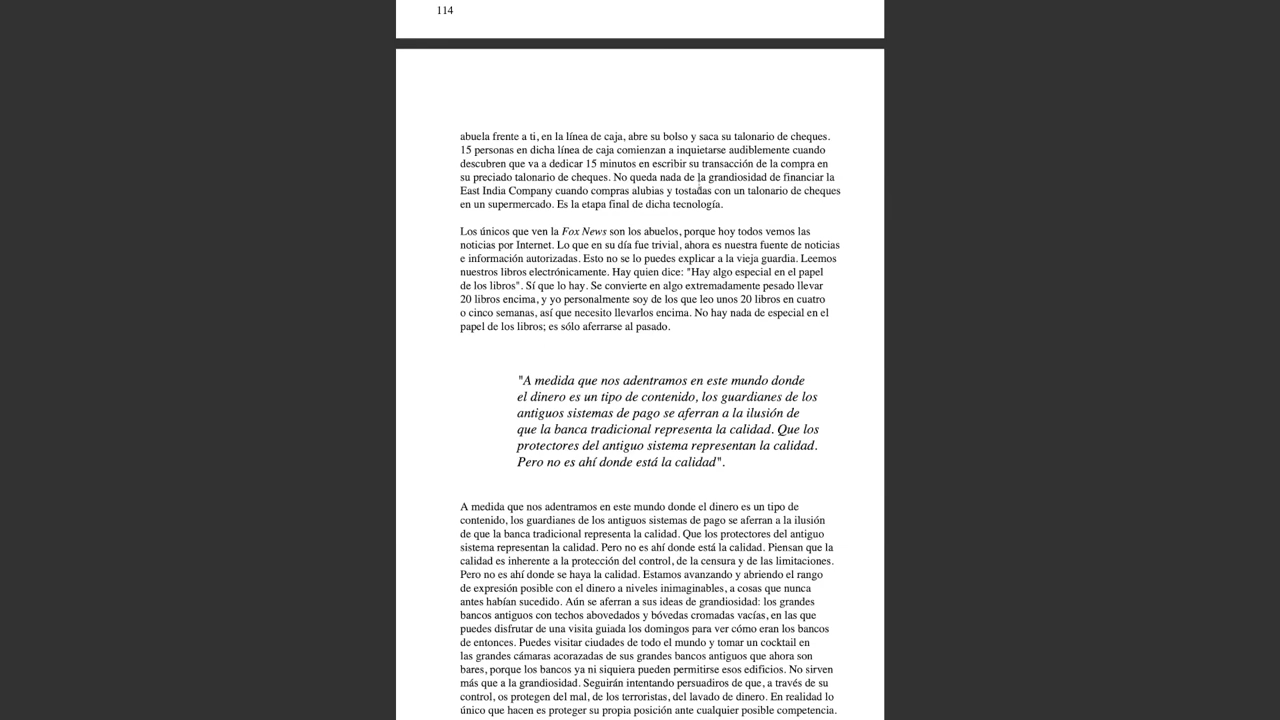 114
abuela frente a ti, en la línea de caja, abre su bolso y saca su talonario de cheques.
15 personas en dicha línea de caja comienzan a inquietarse audiblemente cuando
descubren que va a dedicar 15 minutos en escribir su transacción de la compra en
su preciado talonario de cheques. No queda nada de la grandiosidad de financiar la
East India Company cuando compras alubias y tostadas con un talonario de cheques
en un supermercado. Es la etapa final de dicha tecnología.
Los únicos que ven la Fox News son los abuelos, porque hoy todos vemos las
noticias por Internet. Lo que en su día fue trivial, ahora es nuestra fuente de noticias
e información autorizadas. Esto no se lo puedes explicar a la vieja guardia. Leemos
nuestros libros electrónicamente. Hay quien dice: "Hay algo especial en el papel
de los libros". Sí que lo hay. Se convierte en algo extremadamente pesado llevar
20 libros encima, y yo personalmente soy de los que leo unos 20 libros en cuatro
o cinco semanas, así que necesito llevarlos encima. No hay nada de especial en el
papel de los libros; es sólo aferrarse al pasado.
"A medida que nos adentramos en este mundo donde
el dinero es un tipo de contenido, los guardianes de los
antiguos sistemas de pago se aferran a la ilusión de
que la banca tradicional representa la calidad. Que los
protectores del antiguo sistema representan la calidad.
Pero no es ahí donde está la calidad".
A medida que nos adentramos en este mundo donde el dinero es un tipo de
contenido, los guardianes de los antiguos sistemas de pago se aferran a la ilusión
de que la banca tradicional representa la calidad. Que los protectores del antiguo
sistema representan la calidad. Pero no es ahí donde está la calidad. Piensan que la
calidad es inherente a la protección del control, de la censura y de las limitaciones.
Pero no es ahí donde se haya la calidad. Estamos avanzando y abriendo el rango
de expresión posible con el dinero a niveles inimaginables, a cosas que nunca
antes habían sucedido. Aún se aferran a sus ideas de grandiosidad: los grandes
bancos antiguos con techos abovedados y bóvedas cromadas vacías, en las que
puedes disfrutar de una visita guiada los domingos para ver cómo eran los bancos
de entonces. Puedes visitar ciudades de todo el mundo y tomar un cocktail en
las grandes cámaras acorazadas de sus grandes bancos antiguos que ahora son
bares, porque los bancos ya ni siquiera pueden permitirse esos edificios. No sirven
más que a la grandiosidad. Seguirán intentando persuadiros de que, a través de su
control, os protegen del mal, de los terroristas, del lavado de dinero. En realidad lo
único que hacen es proteger su propia posición ante cualquier posible competencia.